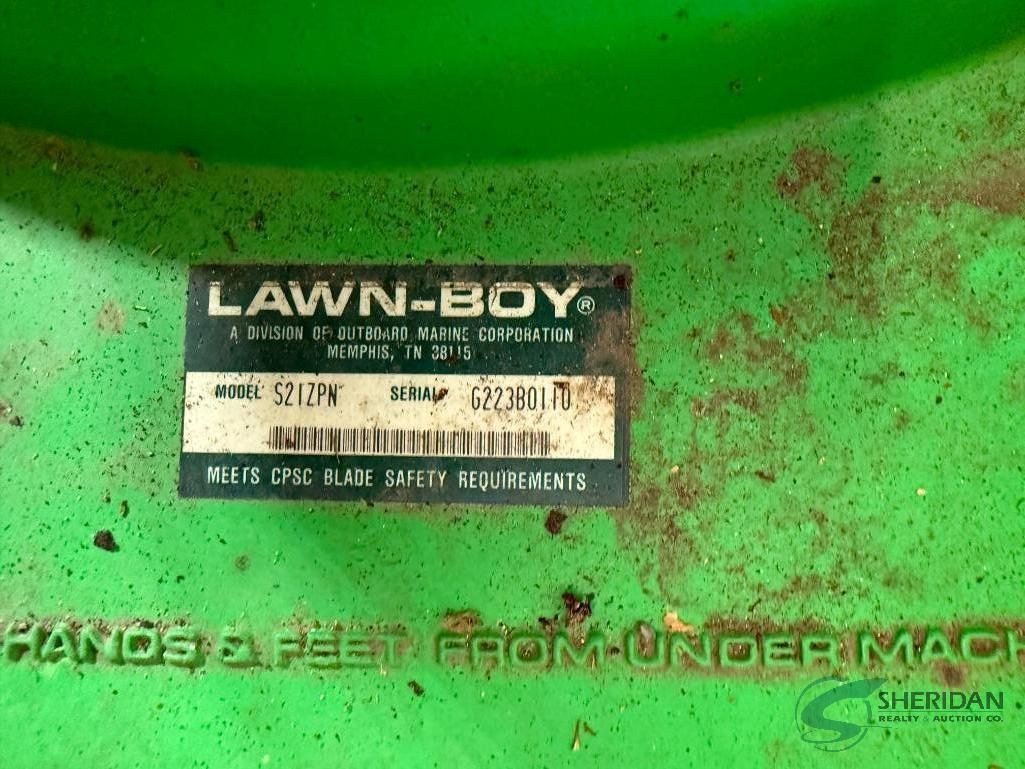 LAWN-BOY®
A DIVISION OF OUTBOARD MARINE CORPORATION
MEMPHIS, TN 38115
MODEL S21ZPN SERIAL G223B0110
MEETS CPSC BLADE SAFETY REQUIREMENTS
HANDS & FEET FROM UNDER MACH
SHERIDAN
REALTY & AUCTION CO.